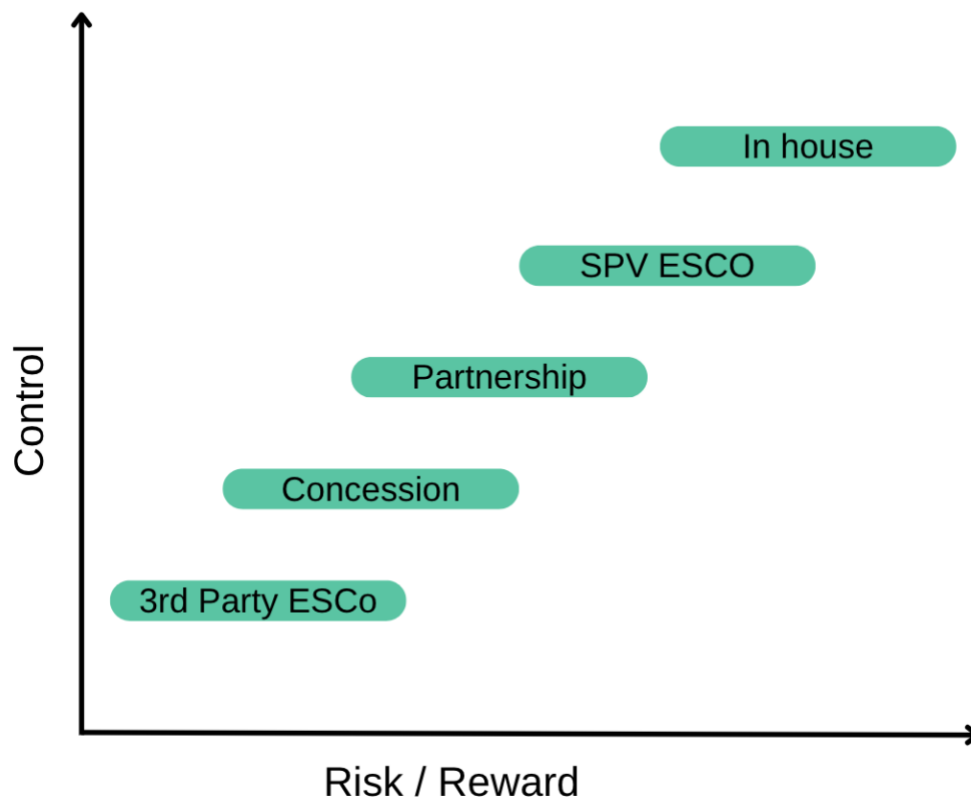 In house
SPV ESCO
Partnership
Control
Concession
3rd Party ESCo
Risk / Reward